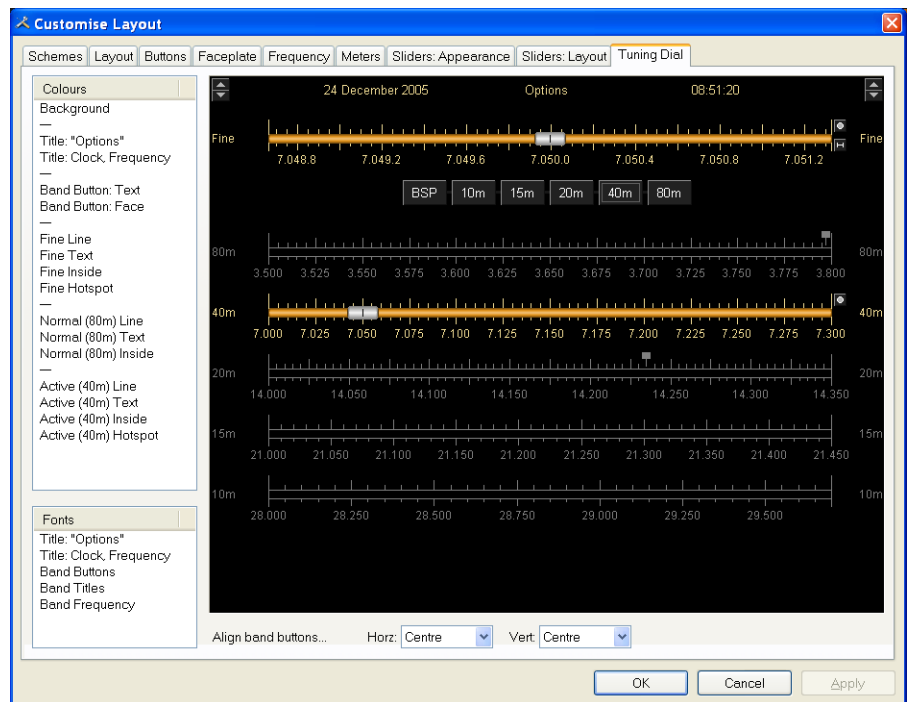 Customise Layout
Schemes Layout Buttons Faceplate Frequency Meters Sliders: Appearance Sliders: Layout Tuning Dial
Colours
Background
—
Title: "Options"
Title: Clock, Frequency
—
Band Button: Text
Band Button: Face
—
Fine Line
Fine Text
Fine Inside
Fine Hotspot
—
Normal (80m) Line
Normal (80m) Text
Normal (80m) Inside
—
Active (40m) Line
Active (40m) Text
Active (40m) Inside
Active (40m) Hotspot
Fonts
Title: "Options"
Title: Clock, Frequency
Band Buttons
Band Titles
Band Frequency
24 December 2005 Options 08:51:20
Fine Fine
7.048.8 7.049.2 7.049.6 7.050.0 7.050.4 7.050.8 7.051.2
BSP 10m 15m 20m 40m 80m
80m 80m
3.500 3.525 3.550 3.575 3.600 3.625 3.650 3.675 3.700 3.725 3.750 3.775 3.800
40m 40m
7.000 7.025 7.050 7.075 7.100 7.125 7.150 7.175 7.200 7.225 7.250 7.275 7.300
20m 20m
14.000 14.050 14.100 14.150 14.200 14.250 14.300 14.350
15m 15m
21.000 21.050 21.100 21.150 21.200 21.250 21.300 21.350 21.400 21.450
10m 10m
28.000 28.250 28.500 28.750 29.000 29.250 29.500
Align band buttons... Horz: Centre Vert: Centre
OK Cancel Apply